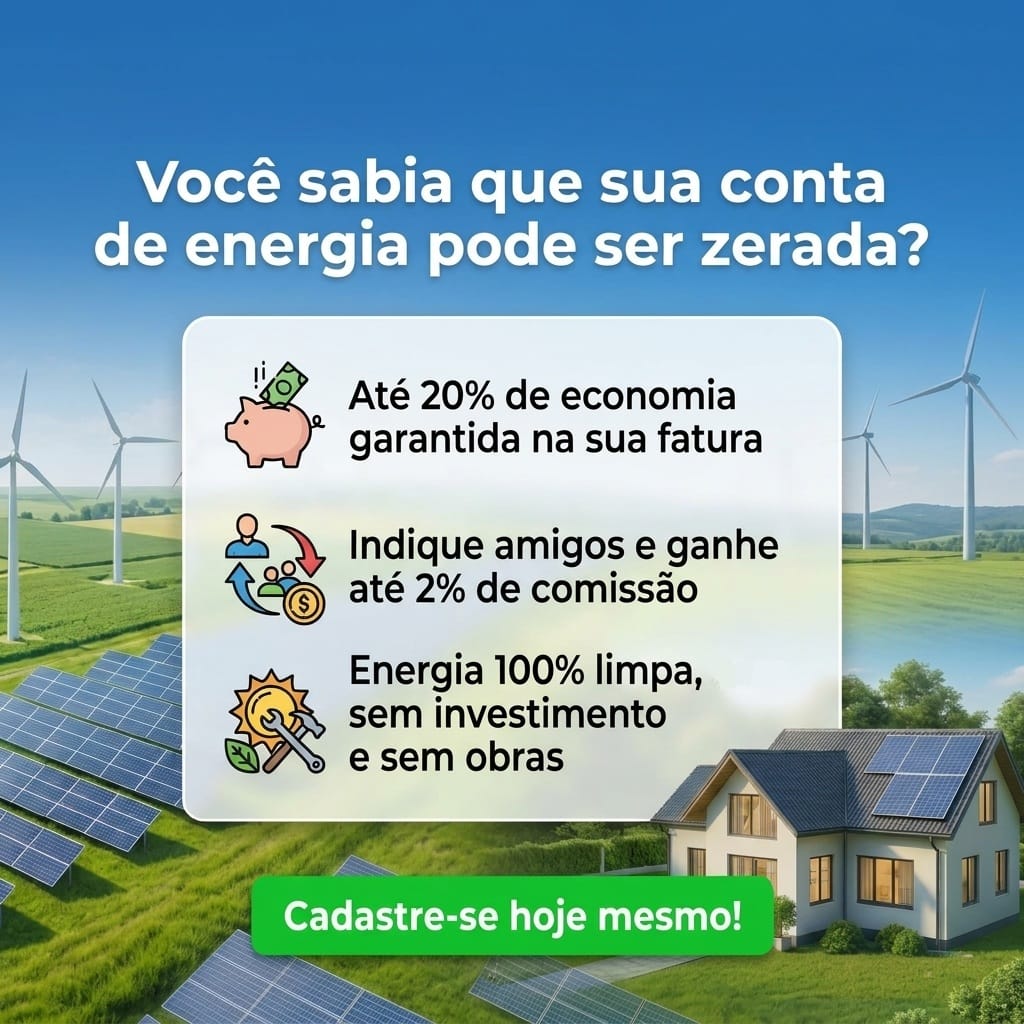 Você sabia que sua conta
de energia pode ser zerada?
Até 20% de economia
garantida na sua fatura
Indique amigos e ganhe
até 2% de comissão
Energia 100% limpa,
sem investimento
e sem obras
Cadastre-se hoje mesmo!